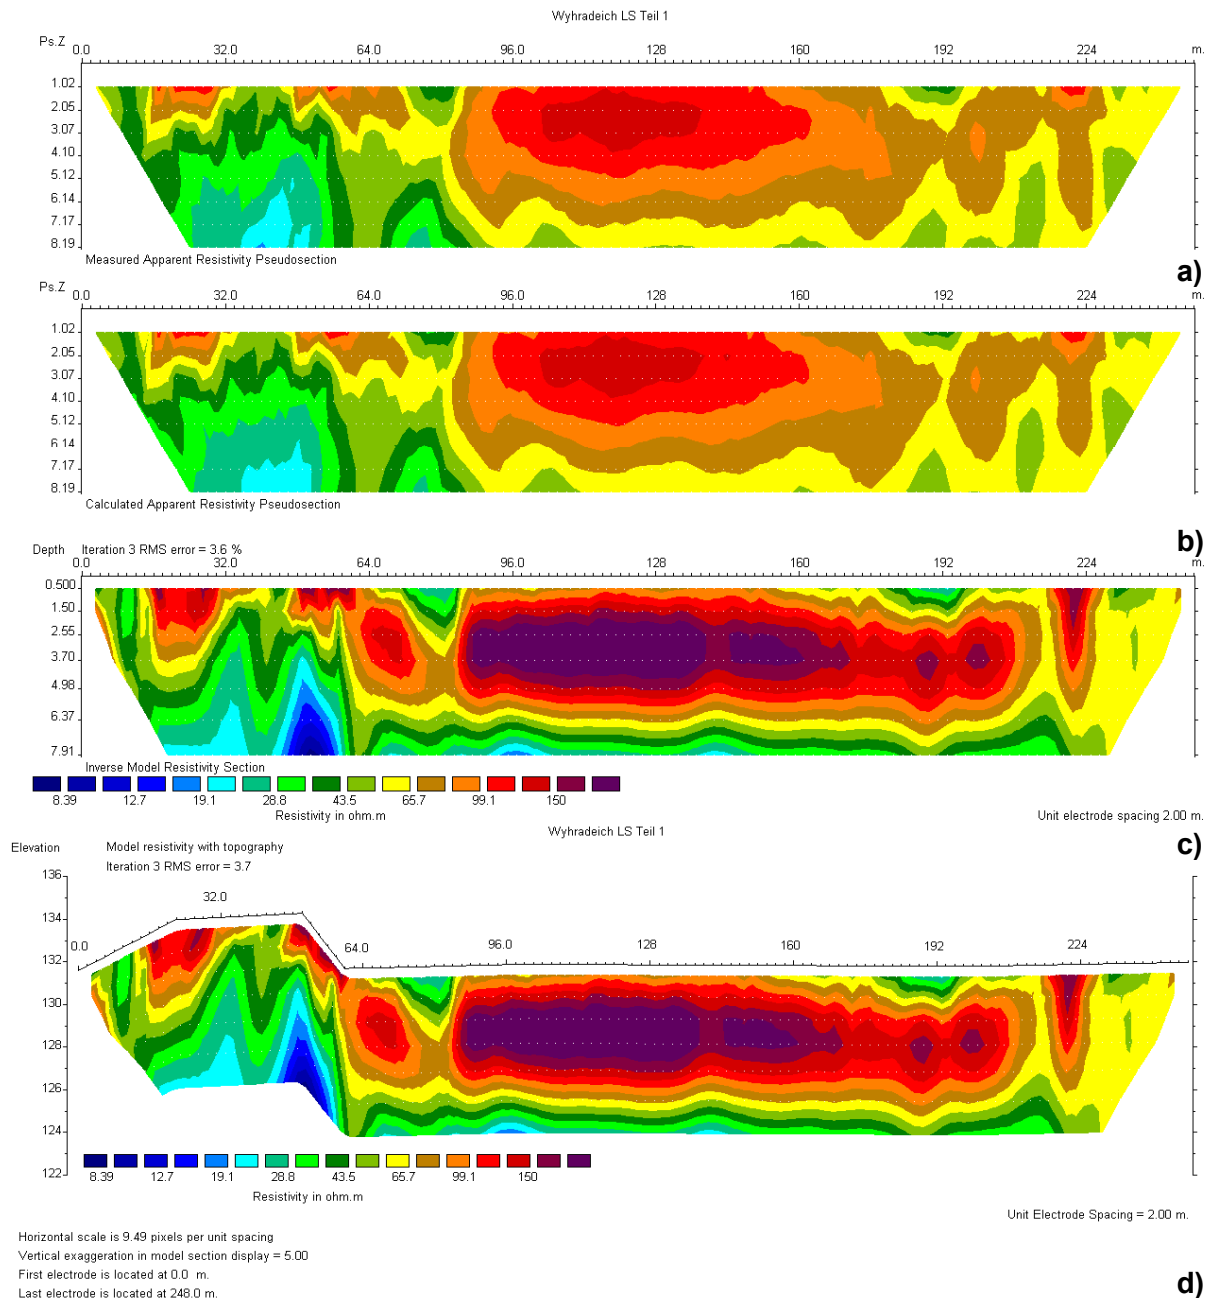 Wyhradeich LS Teil 1
Ps.Z 0.0 32.0 64.0 96.0 128 160 192 224 m.
1.02
2.05
3.07
4.10
5.12
6.14
7.17
8.19
Measured Apparent Resistivity Pseudosection
a)
Ps.Z 0.0 32.0 64.0 96.0 128 160 192 224 m.
1.02
2.05
3.07
4.10
5.12
6.14
7.17
8.19
Calculated Apparent Resistivity Pseudosection
b)
Depth Iteration 3 RMS error = 3.6 %
0.0 32.0 64.0 96.0 128 160 192 224 m.
0.500
1.50
2.55
3.70
4.98
6.37
7.91
Inverse Model Resistivity Section
8.39 12.7 19.1 28.8 43.5 65.7 99.1 150
Resistivity in ohm.m
Unit electrode spacing 2.00 m.
c)
Wyhradeich LS Teil 1
Elevation Model resistivity with topography
Iteration 3 RMS error = 3.7
136
134
132
130
128
126
124
122
0.0 32.0 64.0 96.0 128 160 192 224
8.39 12.7 19.1 28.8 43.5 65.7 99.1 150
Resistivity in ohm.m
Unit Electrode Spacing = 2.00 m.
Horizontal scale is 9.49 pixels per unit spacing
Vertical exaggeration in model section display = 5.00
First electrode is located at 0.0 m.
Last electrode is located at 248.0 m.
d)